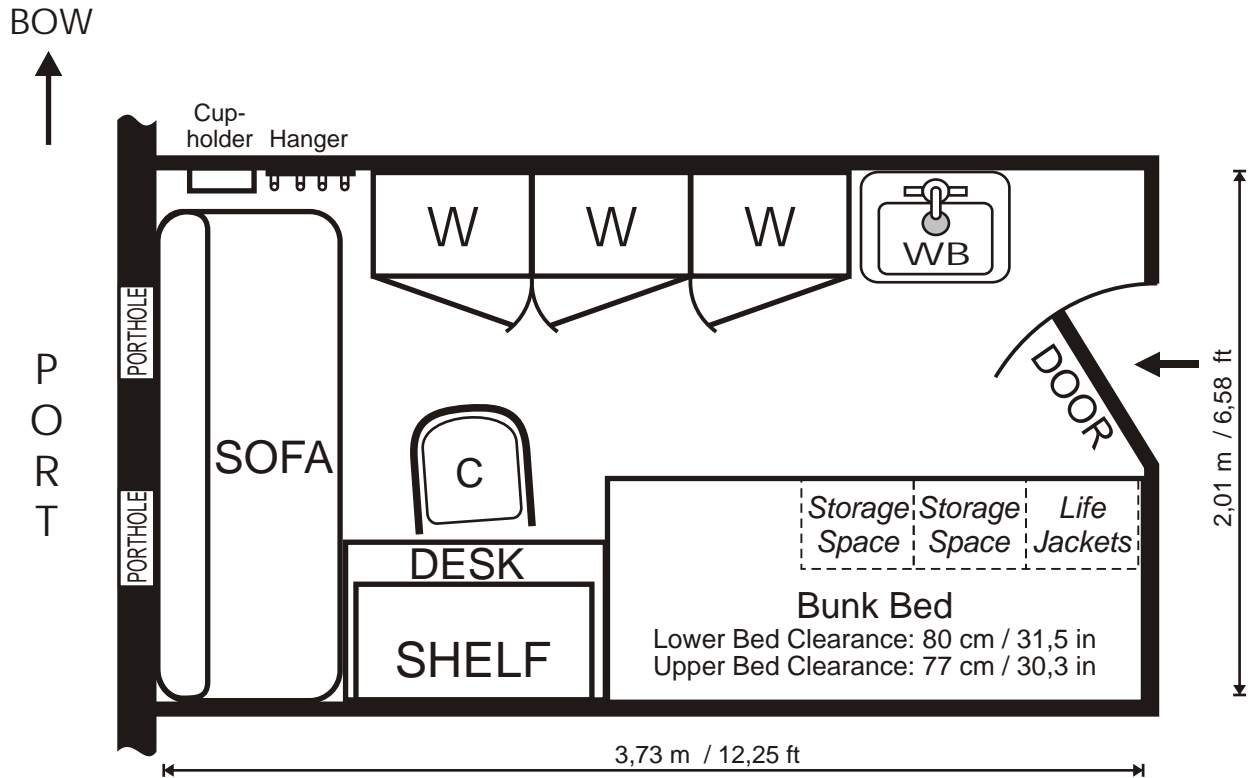 BOW
Cup-
holder
Hanger
W
W
W
WB
PORTHOLE
PORT
DOOR
2,01 m / 6,58 ft
SOFA
C
PORTHOLE
Storage
Space
Storage
Space
Life
Jackets
DESK
SHELF
Bunk Bed
Lower Bed Clearance: 80 cm / 31,5 in
Upper Bed Clearance: 77 cm / 30,3 in
3,73 m / 12,25 ft